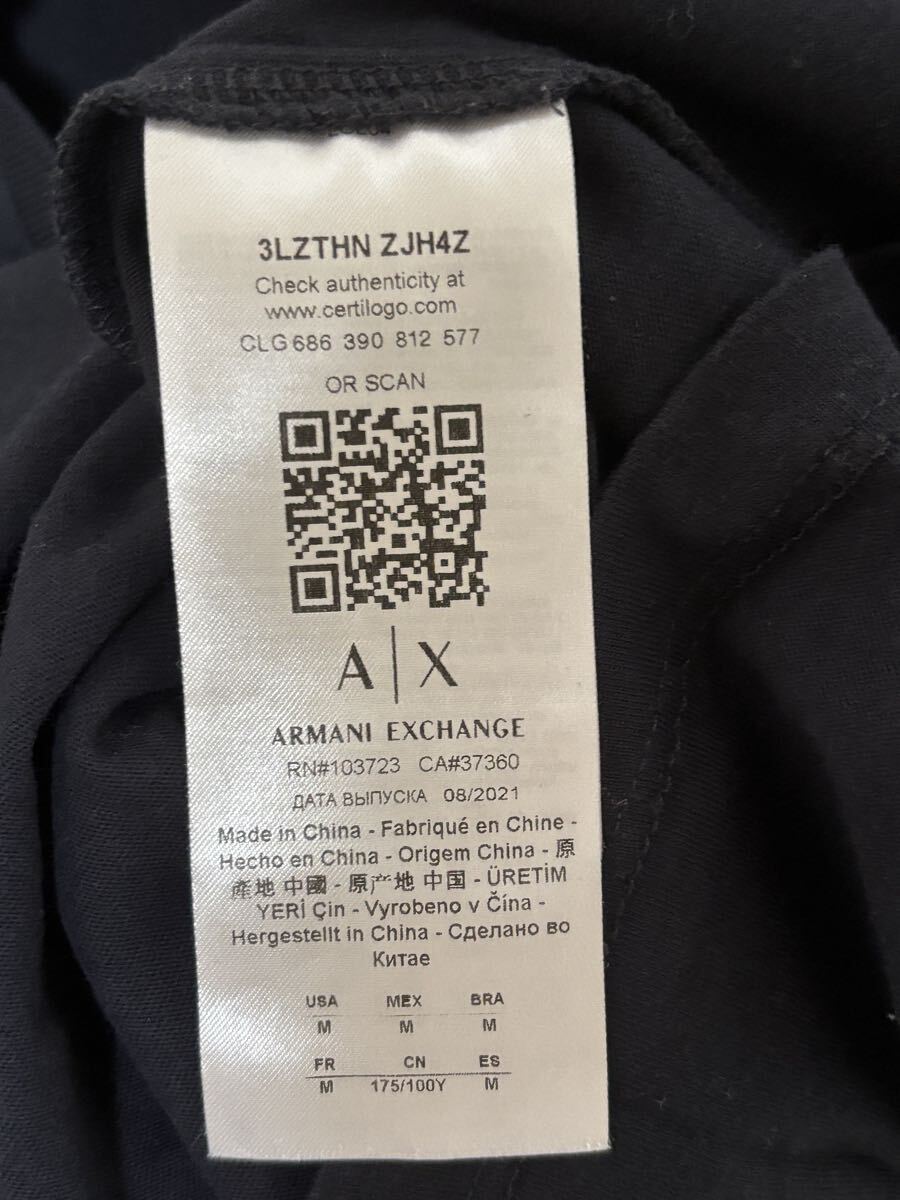 3LZTHN ZJH4Z
Check authenticity at
www.certilogo.com
CLG 686 390 812 577
OR SCAN
A|X
ARMANI EXCHANGE
RN#103723 CA#37360
ДАТА ВЫПУСКА 08/2021
Made in China - Fabriqué en Chine -
Hecho en China - Origem China - 原
產地 中國 - 原产地 中国 - ÜRETİM
YERİ Çin - Vyrobeno v Čína -
Hergestellt in China - Сделано во
Китае
USA MEX BRA
M M M
FR CN ES
M 175/100Y M